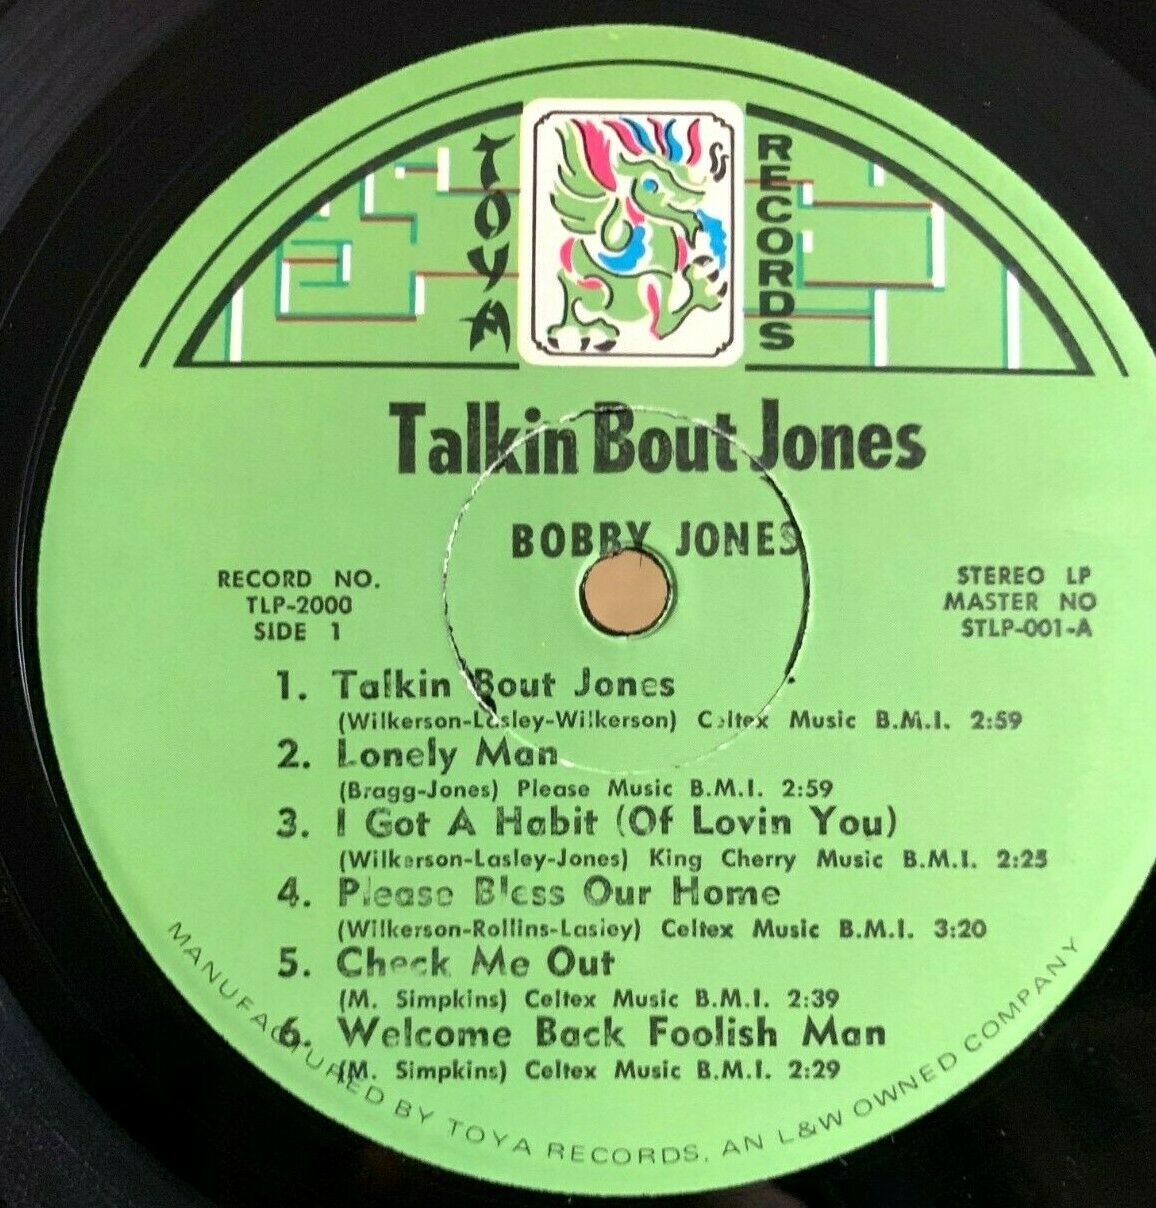 TOYA
RECORDS
Talkin Bout Jones
BOBBY JONES
RECORD NO.
TLP-2000
SIDE 1
STEREO LP
MASTER NO
STLP-001-A
1. Talkin Bout Jones
(Wilkerson-Lasley-Wilkerson) Celtex Music B.M.I. 2:59
2. Lonely Man
(Bragg-Jones) Please Music B.M.I. 2:59
3. I Got A Habit (Of Lovin You)
(Wilkerson-Lasley-Jones) King Cherry Music B.M.I. 2:25
4. Please Bless Our Home
(Wilkerson-Rollins-Lasley) Celtex Music B.M.I. 3:20
5. Check Me Out
(M. Simpkins) Celtex Music B.M.I. 2:39
6. Welcome Back Foolish Man
(M. Simpkins) Celtex Music B.M.I. 2:29
MANUFACTURED BY TOYA RECORDS, AN L&W OWNED COMPANY